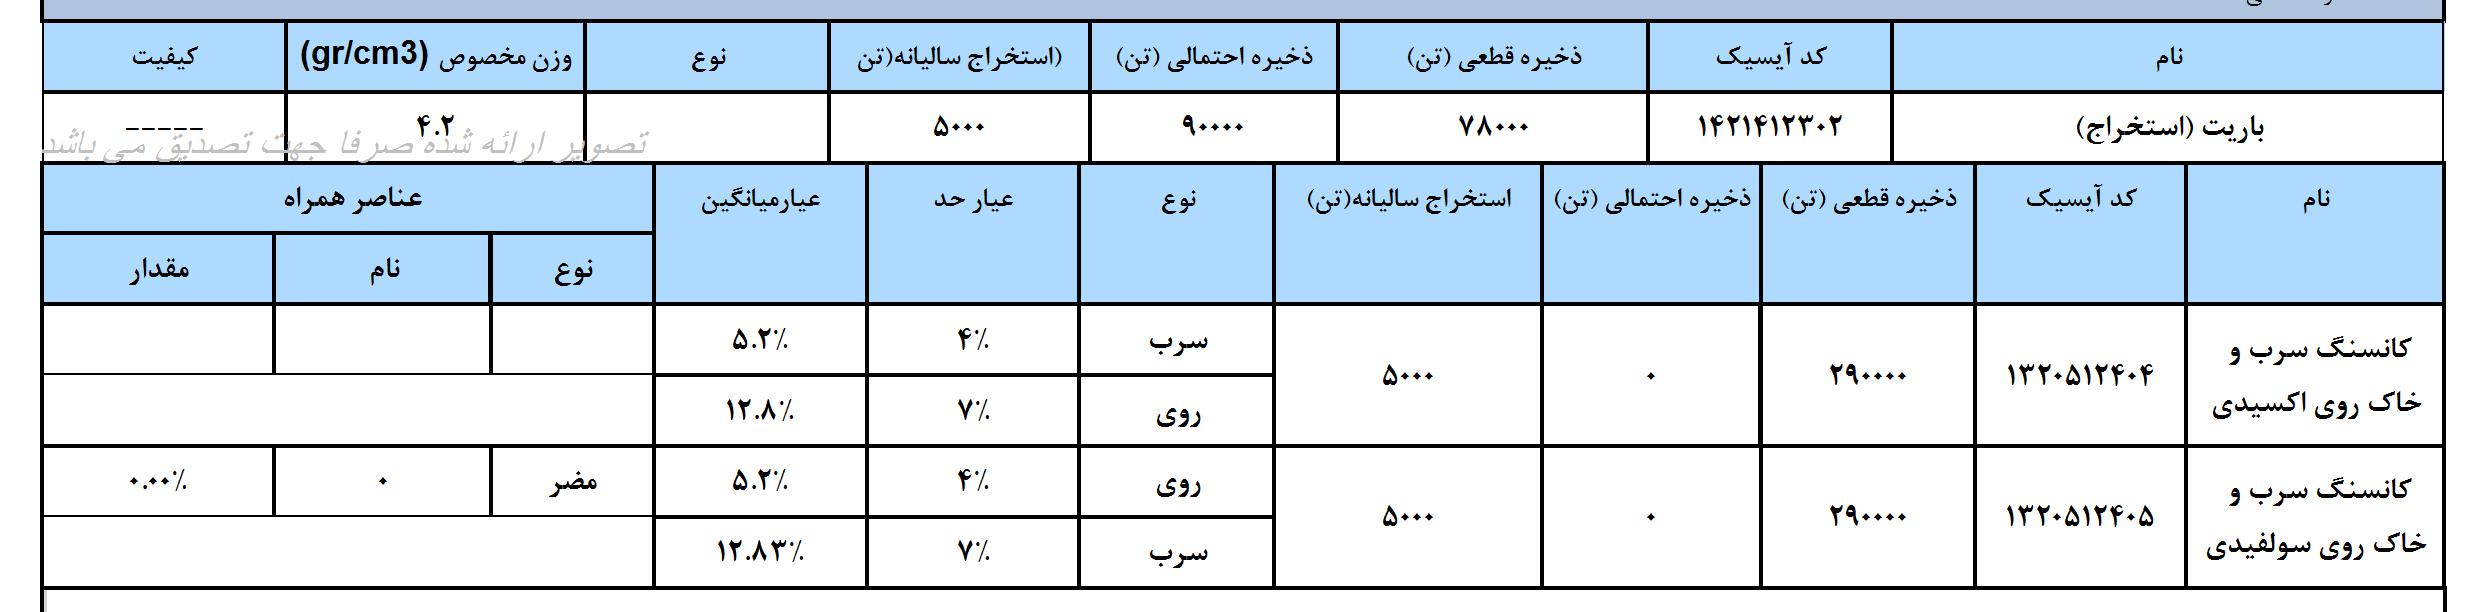 نام کد آیسیک ذخیره قطعی (تن) ذخیره احتمالی (تن) (استخراج سالیانه(تن نوع وزن مخصوص (gr/cm3) کیفیت
باریت (استخراج) ۱۴۲۱۴۱۲۳۰۲ ۷۸۰۰۰ ۹۰۰۰۰ ۵۰۰۰ ۴.۲ -----
تصویر ارائه شده صرفا جهت تصدیق می باشد
نام کد آیسیک ذخیره قطعی (تن) ذخیره احتمالی (تن) استخراج سالیانه(تن) نوع عیار حد عیارمیانگین عناصر همراه
نوع نام مقدار
کانسنگ سرب و
خاک روی اکسیدی
۱۳۲۰۵۱۲۴۰۴ ۲۹۰۰۰۰ ۰ ۵۰۰۰
سرب ۴% ۵.۲%
روی ۷% ۱۲.۸%
کانسنگ سرب و
خاک روی سولفیدی
۱۳۲۰۵۱۲۴۰۵ ۲۹۰۰۰۰ ۰ ۵۰۰۰
روی ۴% ۵.۲% مضر ۰ ۰.۰۰%
سرب ۷% ۱۲.۸۳%